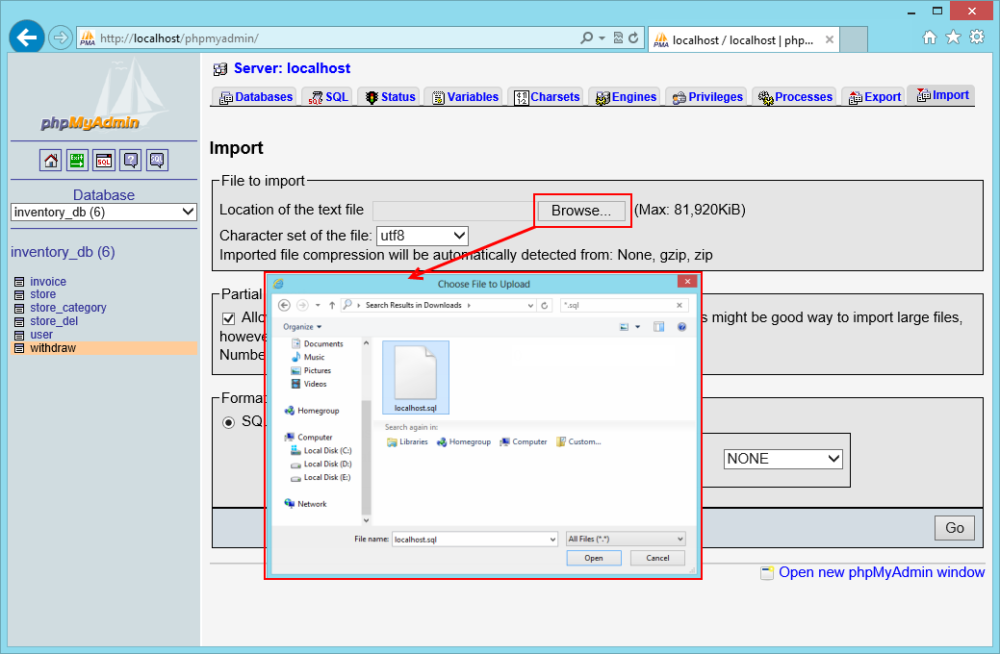 http://localhost/phpmyadmin/
localhost / localhost | php...
phpMyAdmin
Database
inventory_db (6)
inventory_db (6)
invoice
store
store_category
store_del
user
withdraw
Server: localhost
Databases SQL Status Variables Charsets Engines Privileges Processes Export Import
Import
File to import
Location of the text file Browse... (Max: 81,920KiB)
Character set of the file: utf8
Imported file compression will be automatically detected from: None, gzip, zip
Partial
Allo s might be good way to import large files,
howeve
Numbe
Forma
SQ
NONE
Go
Open new phpMyAdmin window
Choose File to Upload
Search Results in Downloads
*.sql
Organize
Documents
Music
Pictures
Videos
Homegroup
Computer
Local Disk (C:)
Local Disk (D:)
Local Disk (E:)
Network
localhost.sql
Search again in:
Libraries Homegroup Computer Custom...
File name: localhost.sql All Files (*.*)
Open Cancel